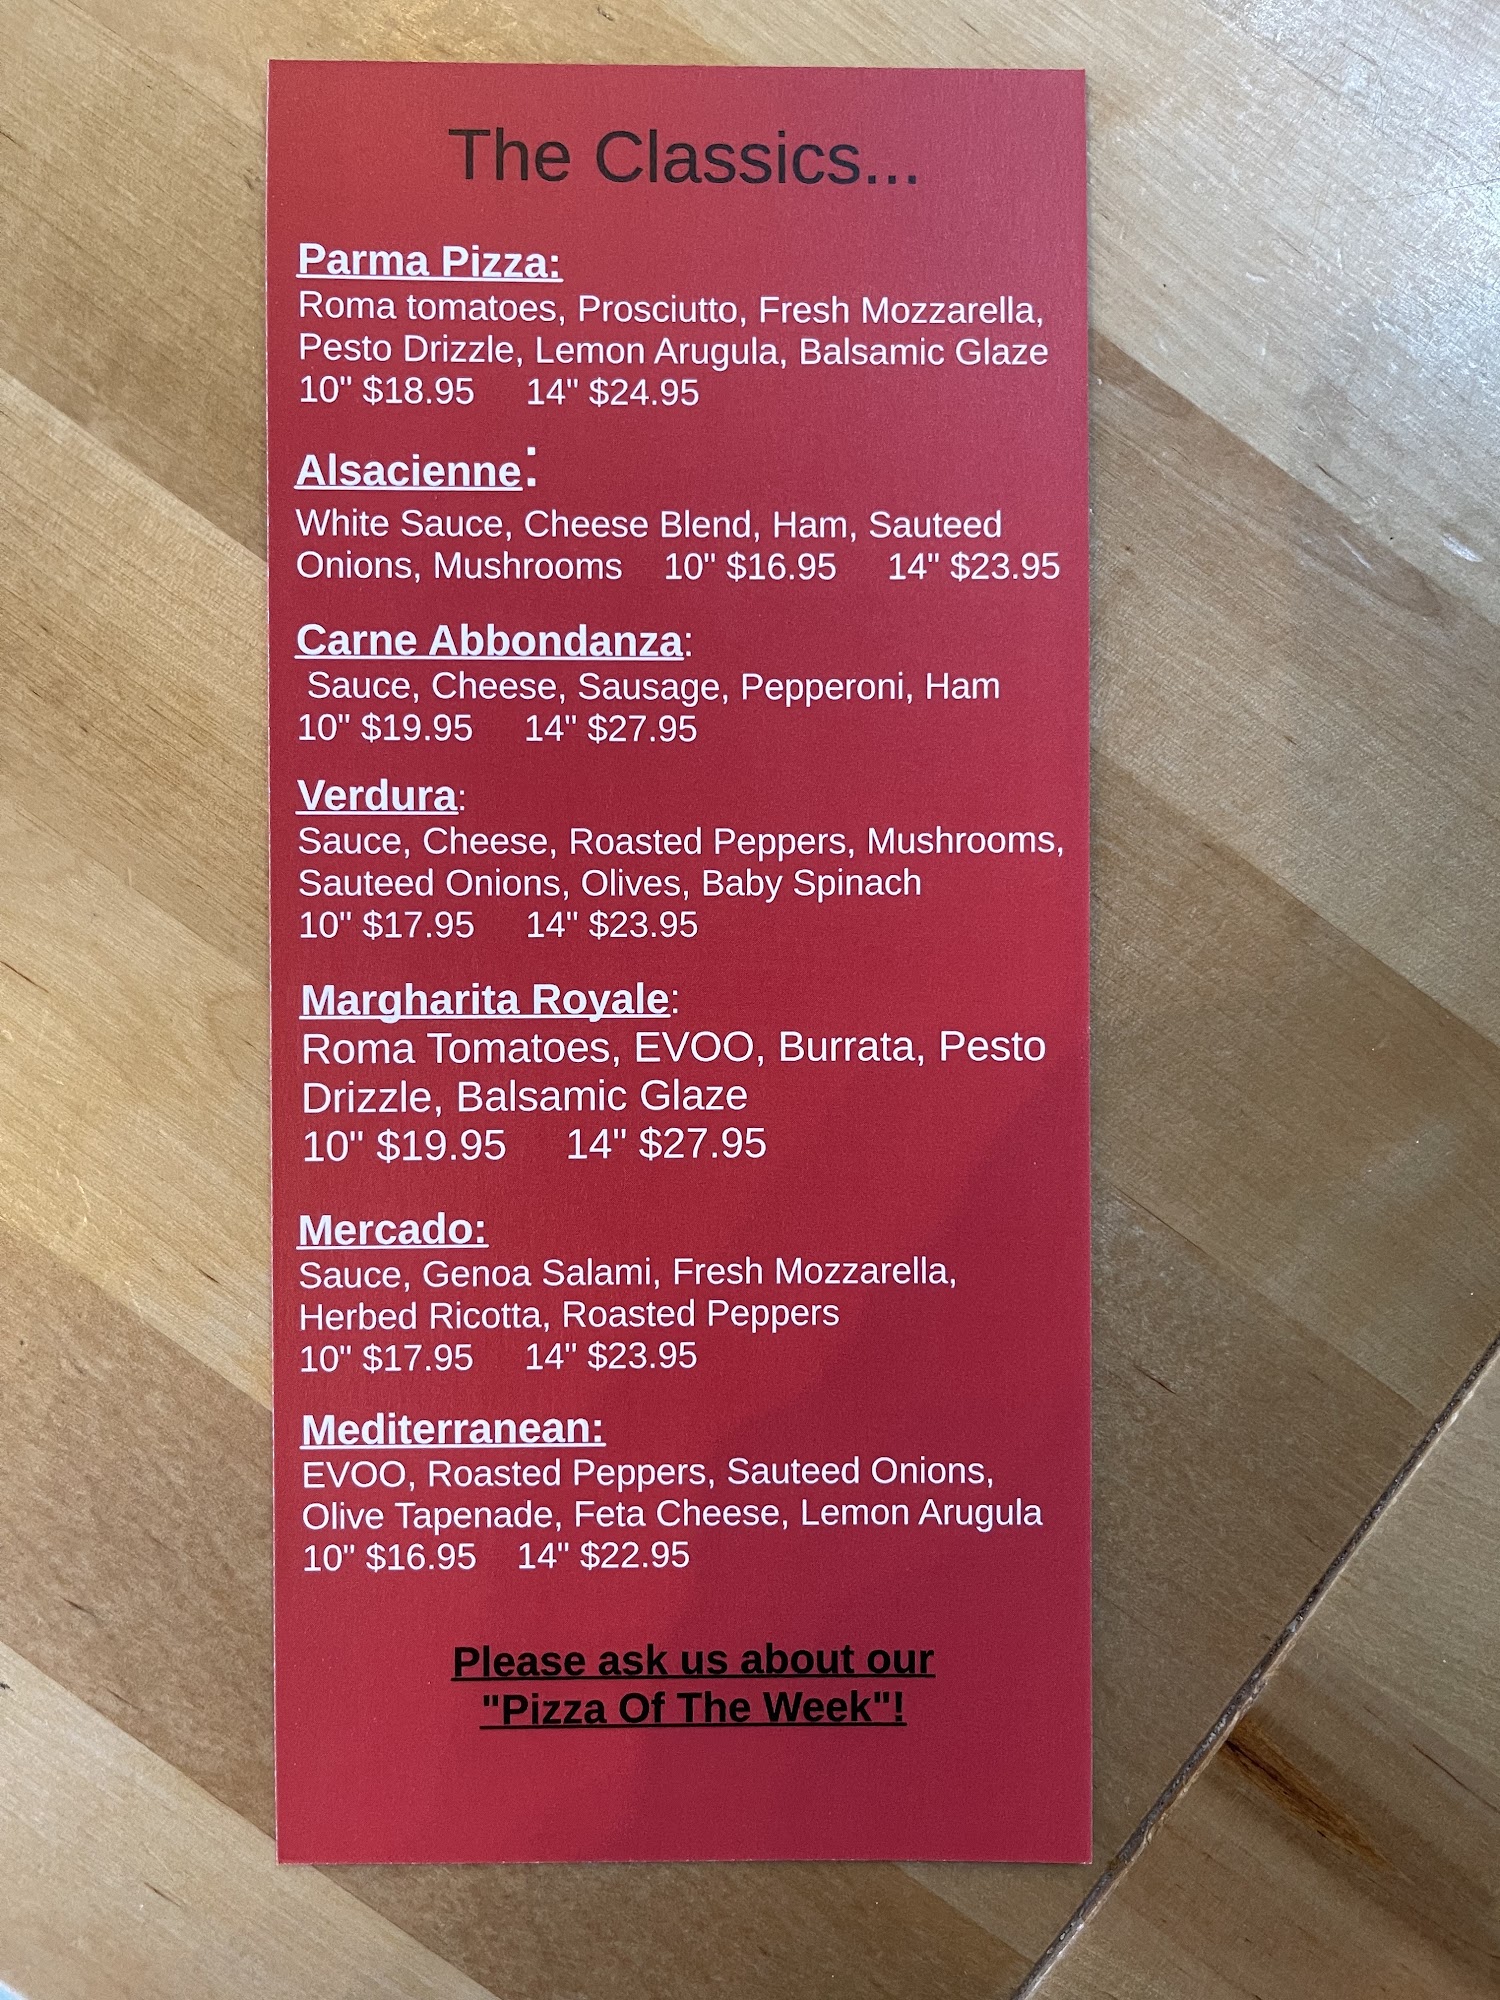 The Classics...
Parma Pizza:
Roma tomatoes, Prosciutto, Fresh Mozzarella,
Pesto Drizzle, Lemon Arugula, Balsamic Glaze
10" $18.95 14" $24.95
Alsacienne:
White Sauce, Cheese Blend, Ham, Sauteed
Onions, Mushrooms 10" $16.95 14" $23.95
Carne Abbondanza:
Sauce, Cheese, Sausage, Pepperoni, Ham
10" $19.95 14" $27.95
Verdura:
Sauce, Cheese, Roasted Peppers, Mushrooms,
Sauteed Onions, Olives, Baby Spinach
10" $17.95 14" $23.95
Margharita Royale:
Roma Tomatoes, EVOO, Burrata, Pesto
Drizzle, Balsamic Glaze
10" $19.95 14" $27.95
Mercado:
Sauce, Genoa Salami, Fresh Mozzarella,
Herbed Ricotta, Roasted Peppers
10" $17.95 14" $23.95
Mediterranean:
EVOO, Roasted Peppers, Sauteed Onions,
Olive Tapenade, Feta Cheese, Lemon Arugula
10" $16.95 14" $22.95
Please ask us about our
"Pizza Of The Week"!